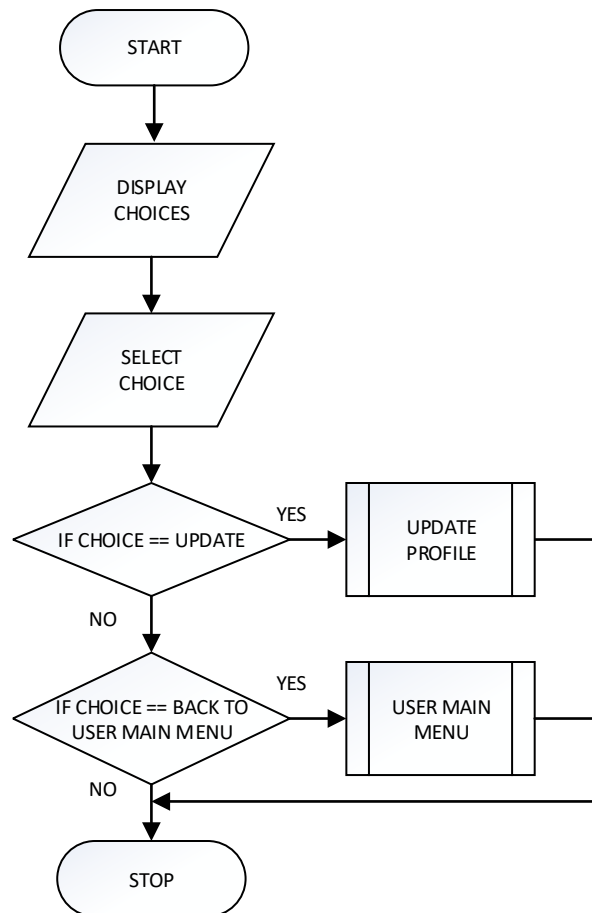 START
DISPLAY
CHOICES
SELECT
CHOICE
IF CHOICE == UPDATE
YES
UPDATE
PROFILE
NO
IF CHOICE == BACK TO
USER MAIN MENU
YES
USER MAIN
MENU
NO
STOP